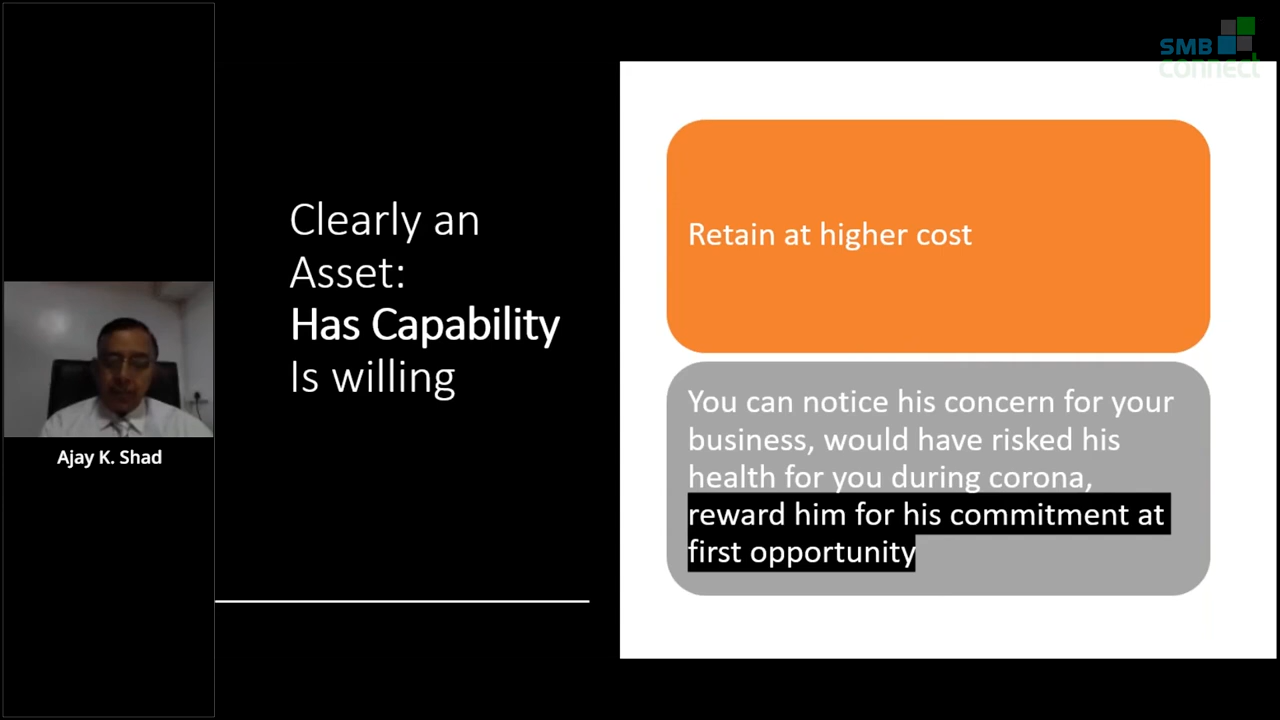 SMB
connect
Clearly an
Asset:
Has Capability
Is willing
Retain at higher cost
You can notice his concern for your
business, would have risked his
health for you during corona,
reward him for his commitment at
first opportunity
Ajay K. Shad